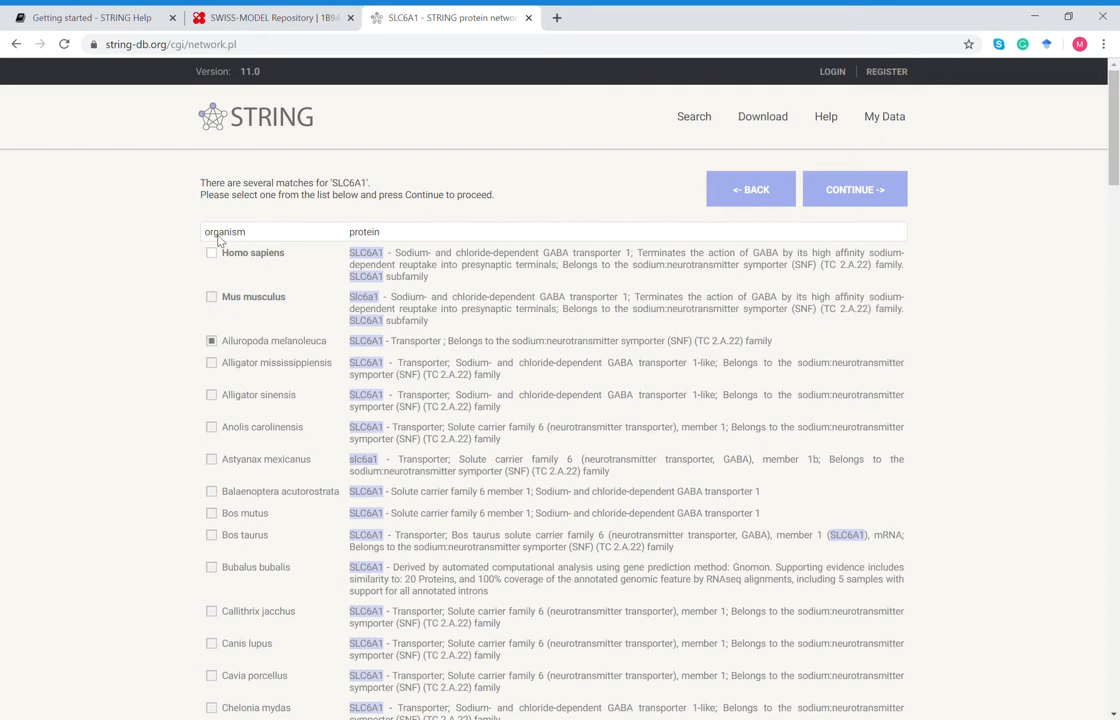 Getting started - STRING Help
SWISS-MODEL Repository | 1B94
SLC6A1 - STRING protein netwo
string-db.org/cgi/network.pl
M
Version: 11.0
LOGIN REGISTER
STRING
Search Download Help My Data
There are several matches for 'SLC6A1'.
Please select one from the list below and press Continue to proceed.
<- BACK
CONTINUE ->
organism protein
Homo sapiens SLC6A1 - Sodium- and chloride-dependent GABA transporter 1; Terminates the action of GABA by its high affinity sodium-
dependent reuptake into presynaptic terminals; Belongs to the sodium:neurotransmitter symporter (SNF) (TC 2.A.22) family.
SLC6A1 subfamily
Mus musculus Slc6a1 - Sodium- and chloride-dependent GABA transporter 1; Terminates the action of GABA by its high affinity sodium-
dependent reuptake into presynaptic terminals; Belongs to the sodium:neurotransmitter symporter (SNF) (TC 2.A.22) family.
SLC6A1 subfamily
Ailuropoda melanoleuca SLC6A1 - Transporter ; Belongs to the sodium:neurotransmitter symporter (SNF) (TC 2.A.22) family
Alligator mississippiensis SLC6A1 - Transporter; Sodium- and chloride-dependent GABA transporter 1-like; Belongs to the sodium:neurotransmitter
symporter (SNF) (TC 2.A.22) family
Alligator sinensis SLC6A1 - Transporter; Sodium- and chloride-dependent GABA transporter 1-like; Belongs to the sodium:neurotransmitter
symporter (SNF) (TC 2.A.22) family
Anolis carolinensis SLC6A1 - Transporter; Solute carrier family 6 (neurotransmitter transporter), member 1; Belongs to the sodium:neurotransmitter
symporter (SNF) (TC 2.A.22) family
Astyanax mexicanus slc6a1 - Transporter; Solute carrier family 6 (neurotransmitter transporter, GABA), member 1b; Belongs to the
sodium:neurotransmitter symporter (SNF) (TC 2.A.22) family
Balaenoptera acutorostrata SLC6A1 - Solute carrier family 6 member 1; Sodium- and chloride-dependent GABA transporter 1
Bos mutus SLC6A1 - Solute carrier family 6 member 1; Sodium- and chloride-dependent GABA transporter 1
Bos taurus SLC6A1 - Transporter; Bos taurus solute carrier family 6 (neurotransmitter transporter, GABA), member 1 (SLC6A1), mRNA;
Belongs to the sodium:neurotransmitter symporter (SNF) (TC 2.A.22) family
Bubalus bubalis SLC6A1 - Derived by automated computational analysis using gene prediction method: Gnomon. Supporting evidence includes
similarity to: 20 Proteins, and 100% coverage of the annotated genomic feature by RNAseq alignments, including 5 samples with
support for all annotated introns
Callithrix jacchus SLC6A1 - Transporter; Solute carrier family 6 (neurotransmitter transporter), member 1; Belongs to the sodium:neurotransmitter
symporter (SNF) (TC 2.A.22) family
Canis lupus SLC6A1 - Transporter; Solute carrier family 6 (neurotransmitter transporter), member 1; Belongs to the sodium:neurotransmitter
symporter (SNF) (TC 2.A.22) family
Cavia porcellus SLC6A1 - Transporter; Solute carrier family 6 (neurotransmitter transporter), member 1; Belongs to the sodium:neurotransmitter
symporter (SNF) (TC 2.A.22) family
Chelonia mydas SLC6A1 - Transporter; Sodium- and chloride-dependent GABA transporter 1-like; Belongs to the sodium:neurotransmitter
symporter (SNF) (TC 2.A.22) family